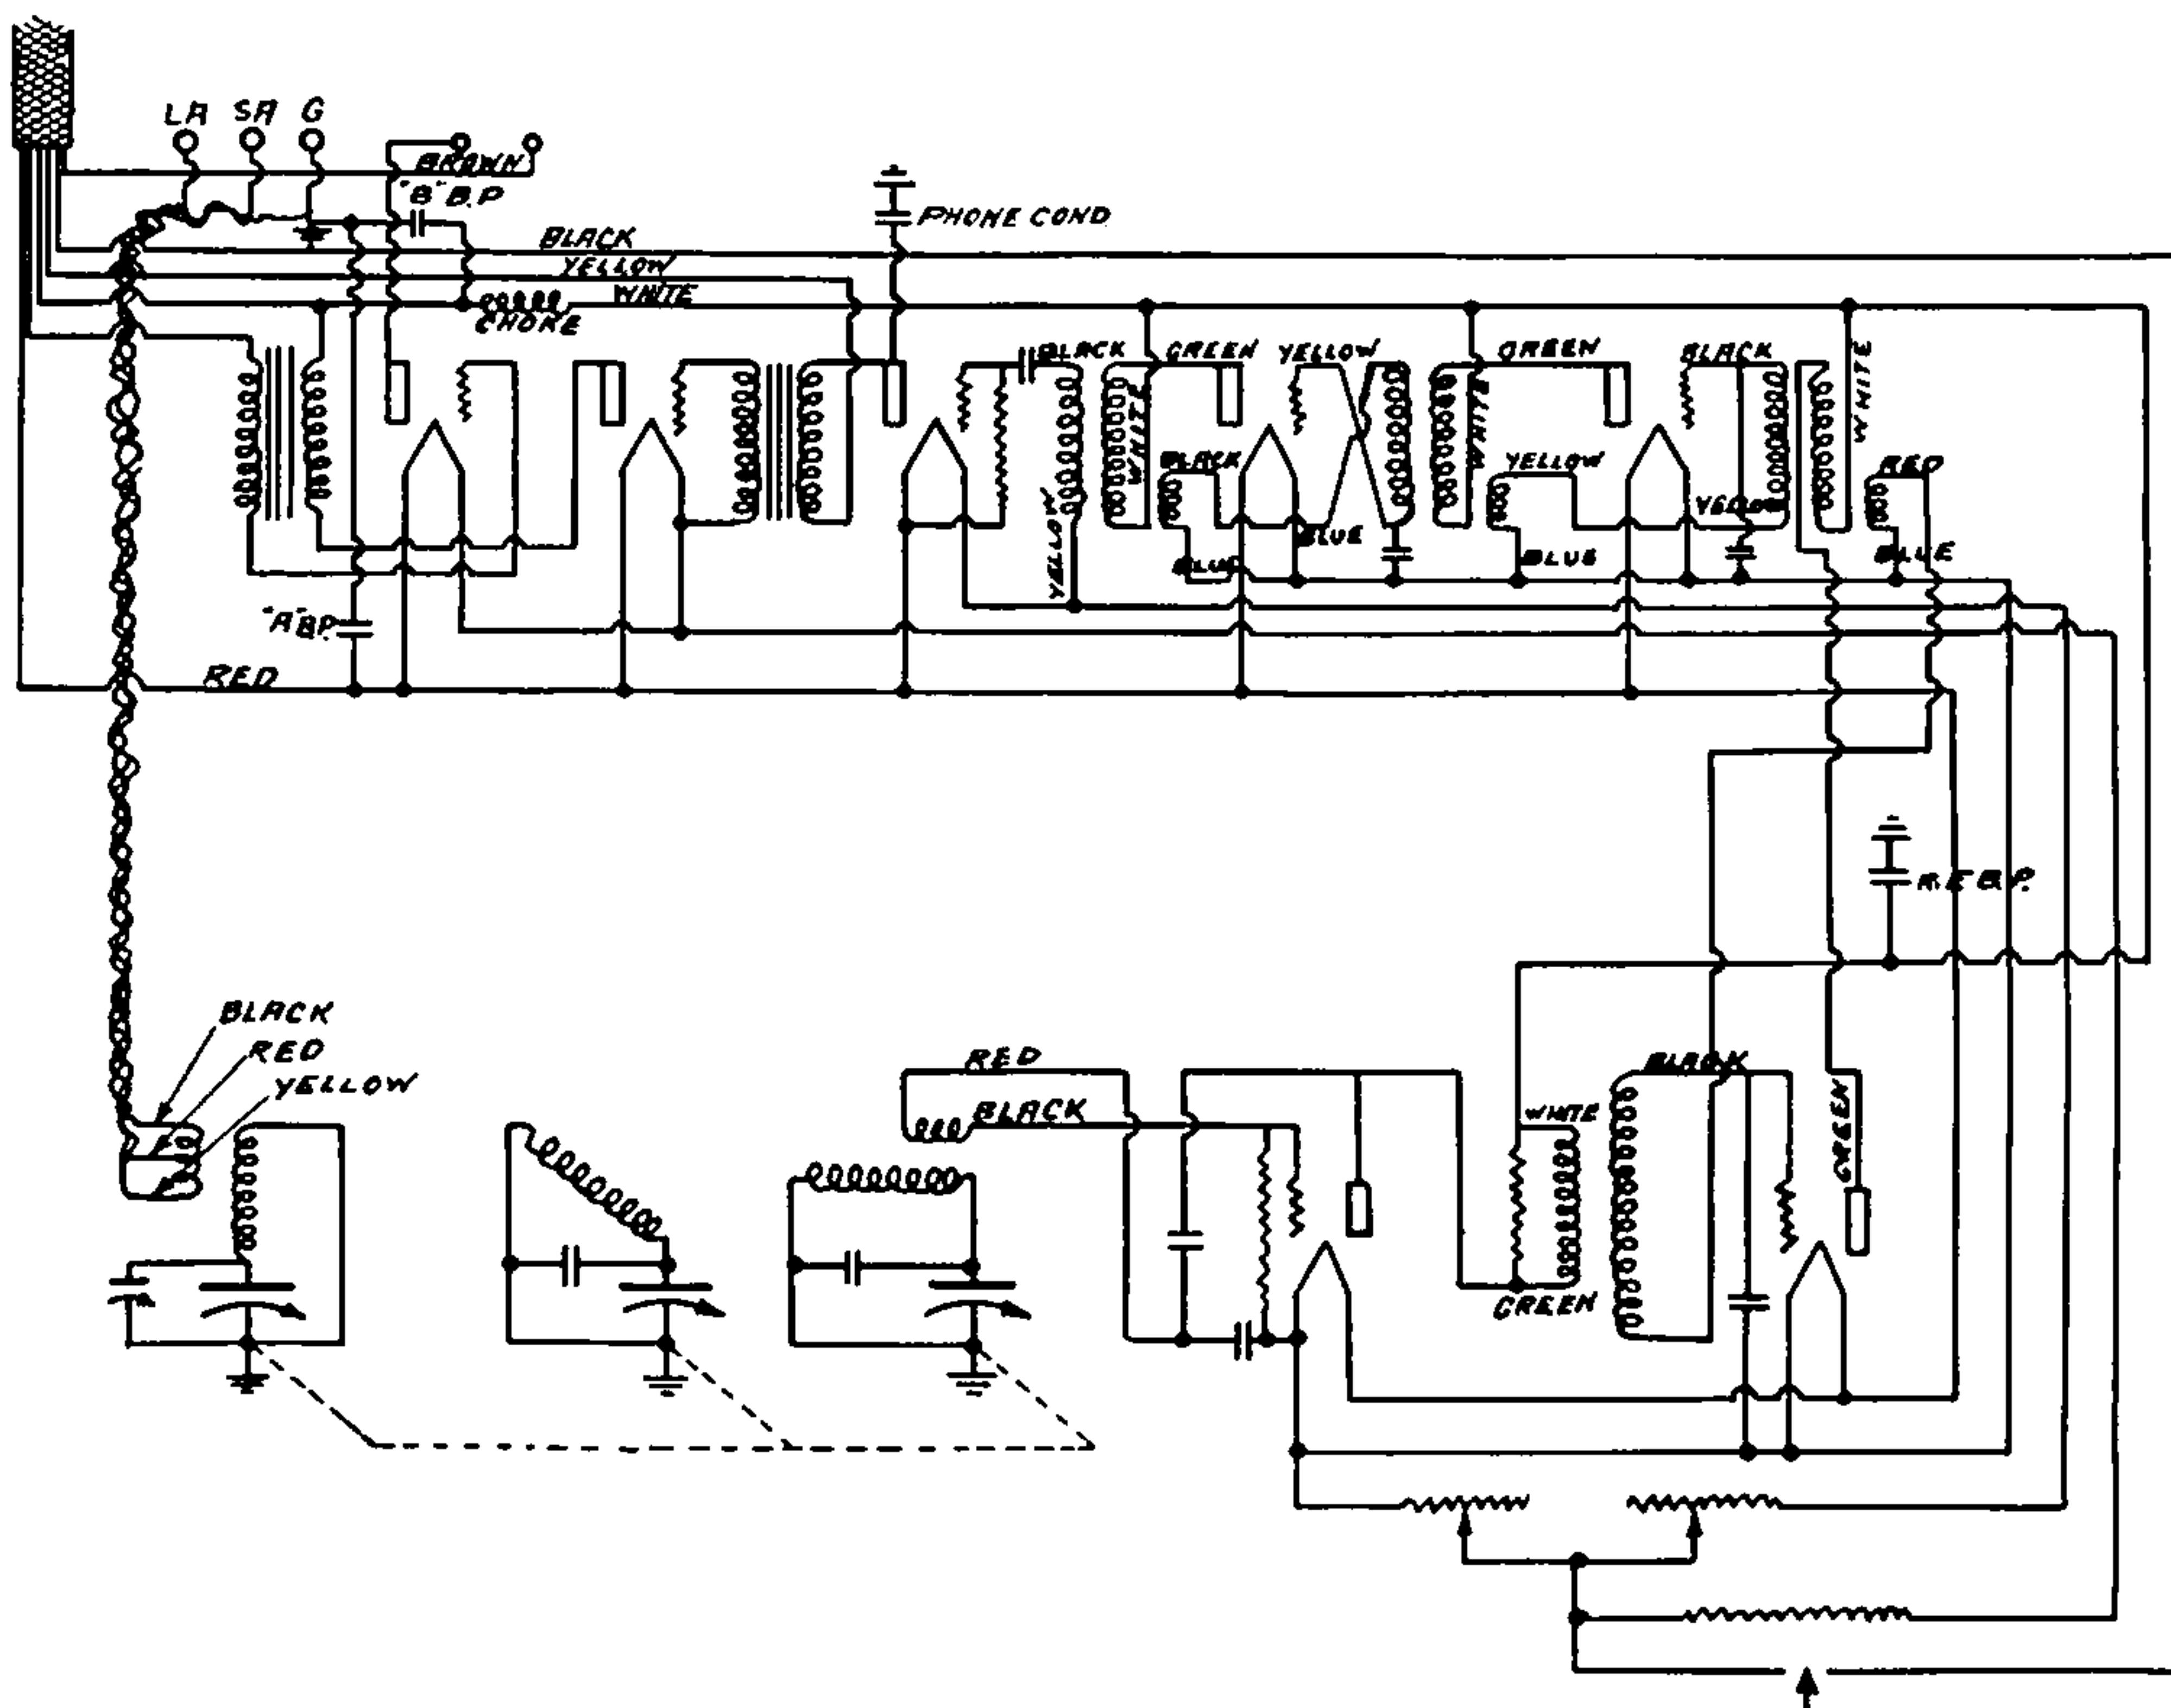 LA SA G
BROWN
"B" B.P
PHONE COND
BLACK
YELLOW
WHITE
CHOKE
BLACK GREEN YELLOW GREEN BLACK
WHITE
WHITE
WHITE
BLACK YELLOW RED
YELLOW
YELLOW
BLUE
BLUE BLUE BLUE
"A" B.P.
RED
R.F. B.P.
BLACK
RED
YELLOW
RED
BLACK
BLACK
WHITE
GREEN
GREEN